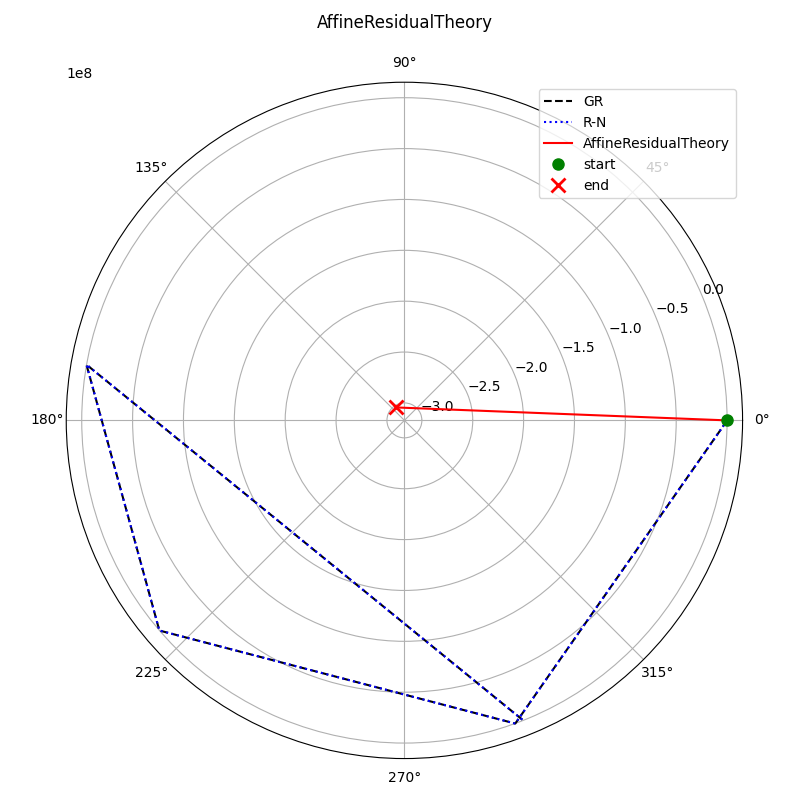 AffineResidualTheory
1e8
90°
GR
R-N
AffineResidualTheory
start
end
135°
45°
0.0
−0.5
−1.0
−1.5
−2.0
−2.5
−3.0
180°
0°
225°
315°
270°